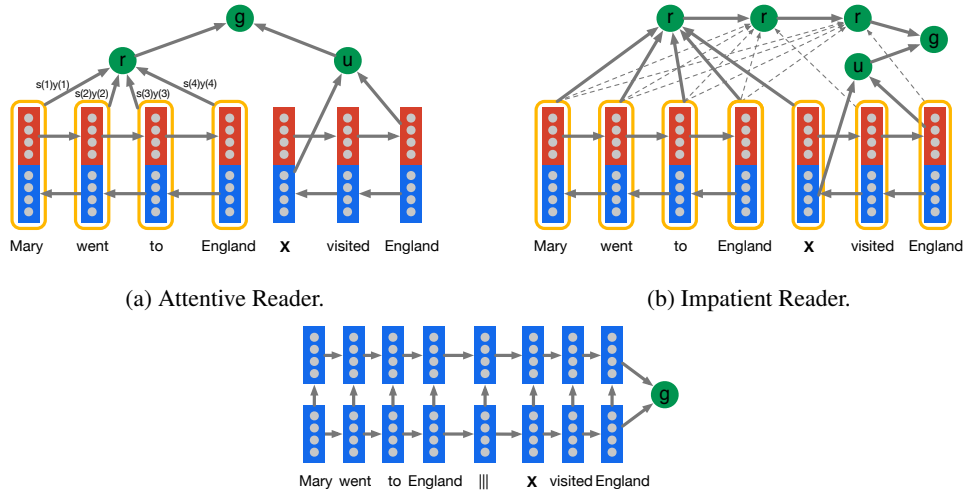 g
r
u
s(1)y(1)
s(2)y(2)
s(3)y(3)
s(4)y(4)
Mary went to England X visited England
(a) Attentive Reader.
r r r
g
u
Mary went to England X visited England
(b) Impatient Reader.
g
Mary went to England ||| X visited England